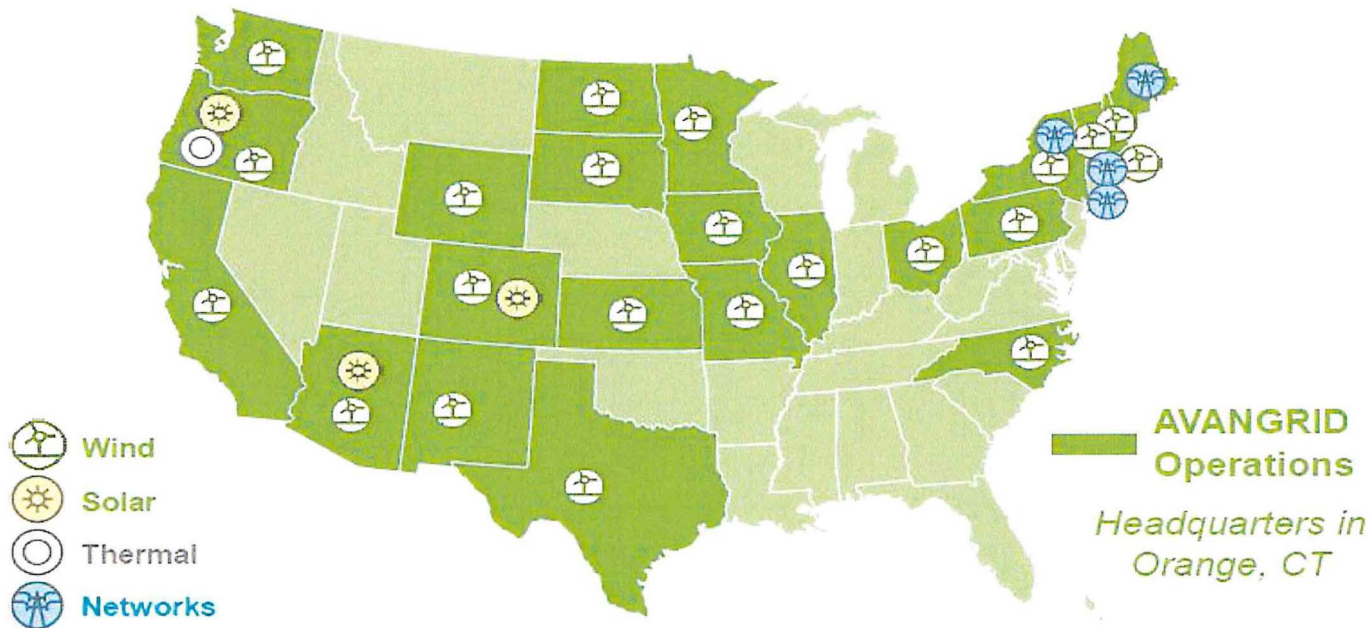 Wind
Solar
Thermal
Networks
AVANGRID
Operations
Headquarters in
Orange, CT